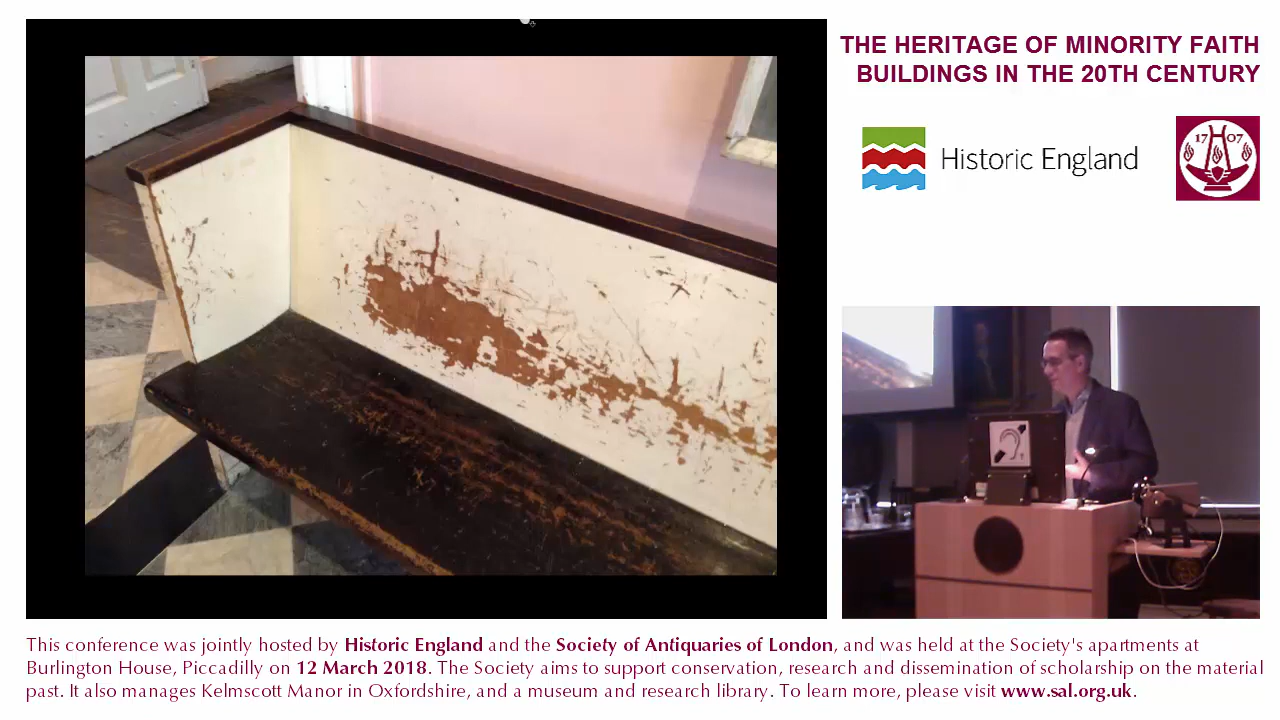 THE HERITAGE OF MINORITY FAITH
BUILDINGS IN THE 20TH CENTURY
Historic England
17 07
This conference was jointly hosted by Historic England and the Society of Antiquaries of London, and was held at the Society's apartments at
Burlington House, Piccadilly on 12 March 2018. The Society aims to support conservation, research and dissemination of scholarship on the material
past. It also manages Kelmscott Manor in Oxfordshire, and a museum and research library. To learn more, please visit www.sal.org.uk.